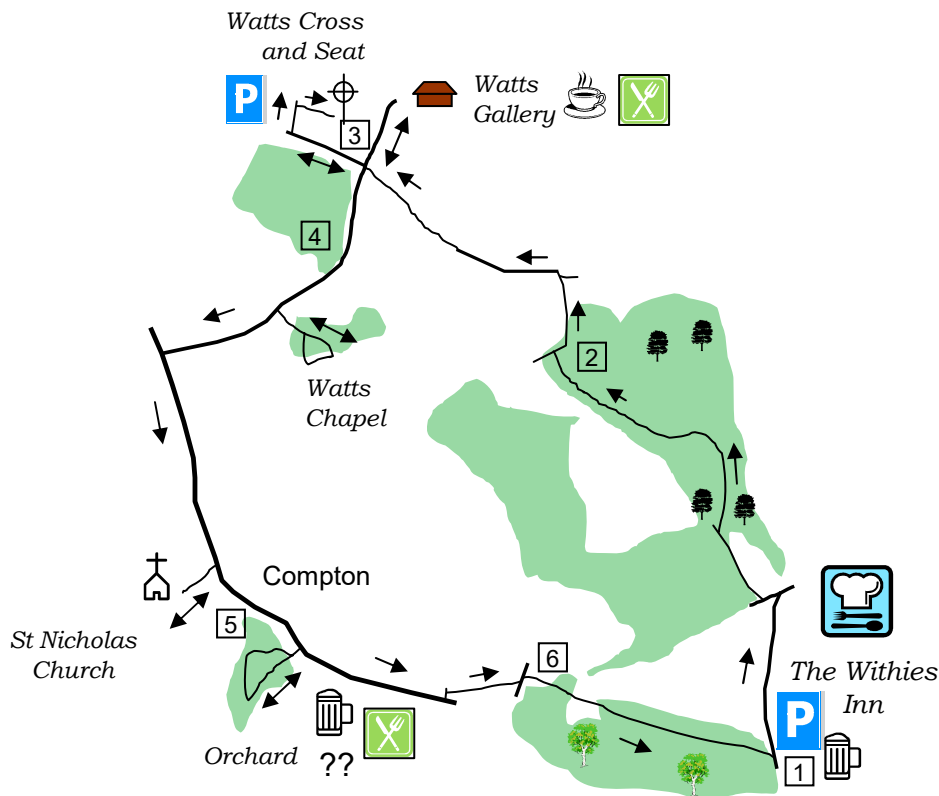 Watts Cross
and Seat
P
Watts
Gallery
3
4
2
Watts
Chapel
Compton
St Nicholas
Church
5
6
The Withies
Inn
Orchard
??
P
1